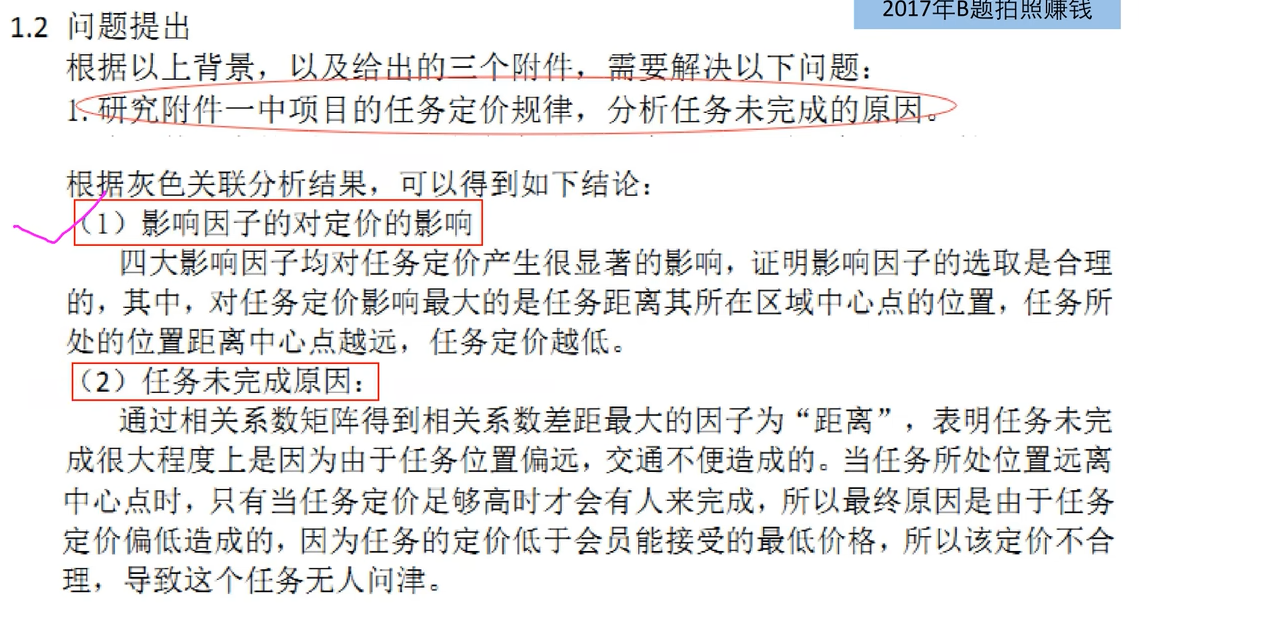 2017年B题拍照赚钱
1.2 问题提出
根据以上背景，以及给出的三个附件，需要解决以下问题：
1. 研究附件一中项目的任务定价规律，分析任务未完成的原因。
根据灰色关联分析结果，可以得到如下结论：
（1）影响因子的对定价的影响
四大影响因子均对任务定价产生很显著的影响，证明影响因子的选取是合理
的，其中，对任务定价影响最大的是任务距离其所在区域中心点的位置，任务所
处的位置距离中心点越远，任务定价越低。
（2）任务未完成原因：
通过相关系数矩阵得到相关系数差距最大的因子为“距离”，表明任务未完
成很大程度上是因为由于任务位置偏远，交通不便造成的。当任务所处位置远离
中心点时，只有当任务定价足够高时才会有人来完成，所以最终原因是由于任务
定价偏低造成的，因为任务的定价低于会员能接受的最低价格，所以该定价不合
理，导致这个任务无人问津。